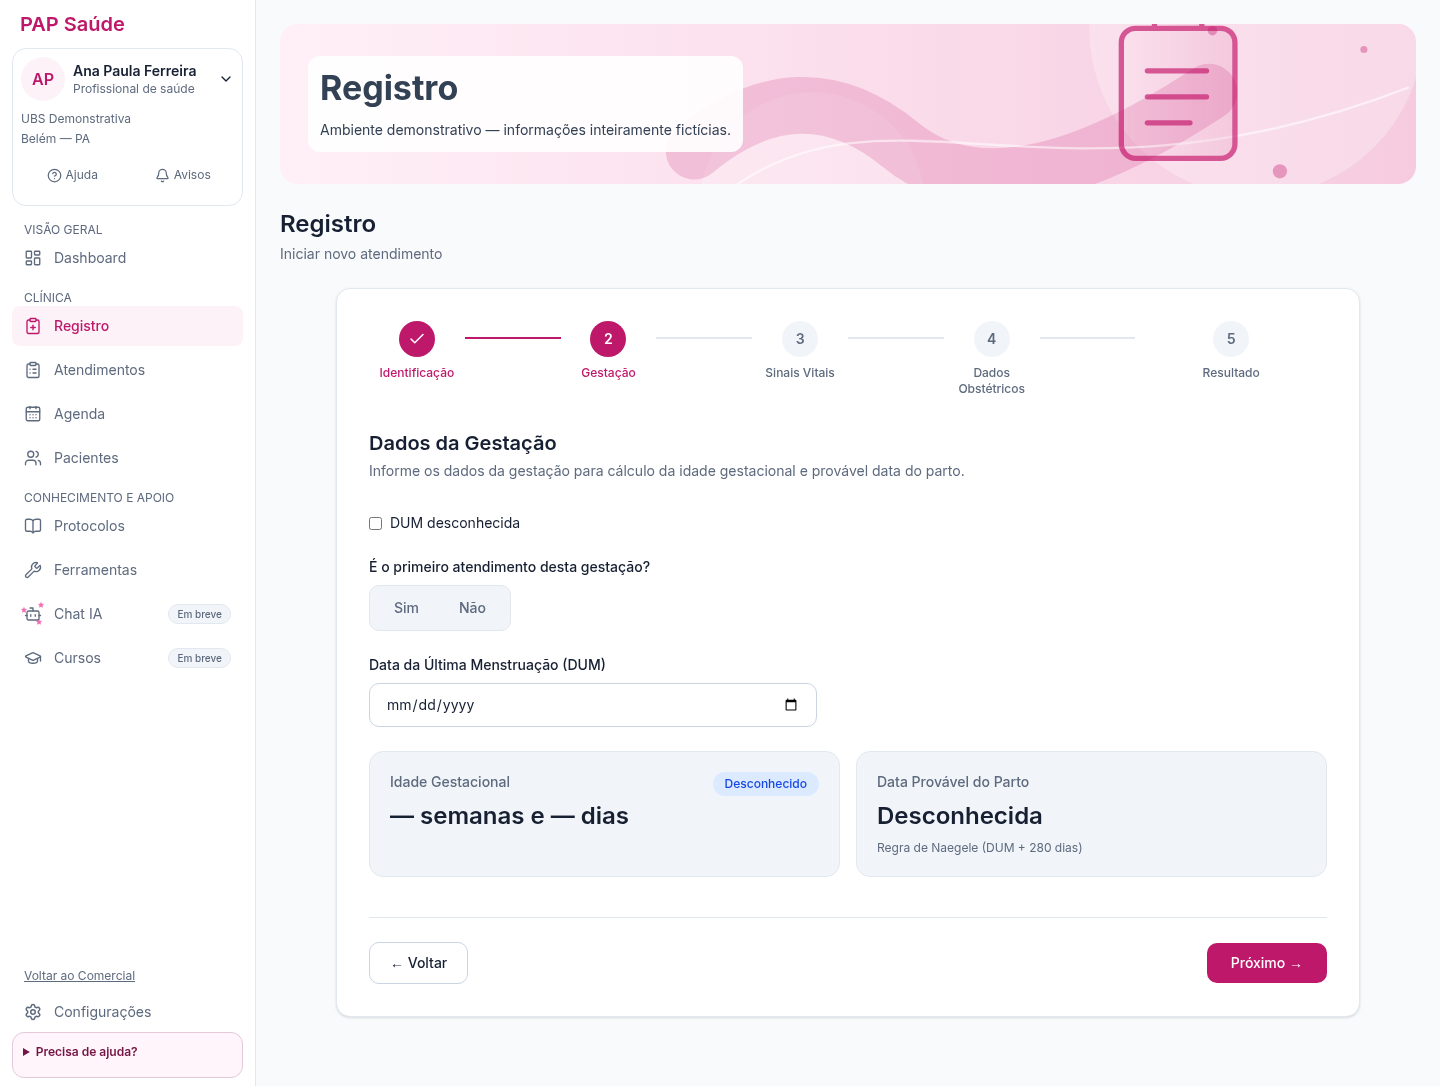 PAP Saúde
AP
Ana Paula Ferreira
Profissional de saúde
UBS Demonstrativa
Belém — PA
Ajuda
Avisos
VISÃO GERAL
Dashboard
CLÍNICA
Registro
Atendimentos
Agenda
Pacientes
CONHECIMENTO E APOIO
Protocolos
Ferramentas
Chat IA
Em breve
Cursos
Em breve
Voltar ao Comercial
Configurações
Precisa de ajuda?
Registro
Ambiente demonstrativo — informações inteiramente fictícias.
Registro
Iniciar novo atendimento
Identificação
2
Gestação
3
Sinais Vitais
4
Dados
Obstétricos
5
Resultado
Dados da Gestação
Informe os dados da gestação para cálculo da idade gestacional e provável data do parto.
DUM desconhecida
É o primeiro atendimento desta gestação?
Sim Não
Data da Última Menstruação (DUM)
mm/dd/yyyy
Idade Gestacional
Desconhecido
— semanas e — dias
Data Provável do Parto
Desconhecida
Regra de Naegele (DUM + 280 dias)
← Voltar
Próximo →